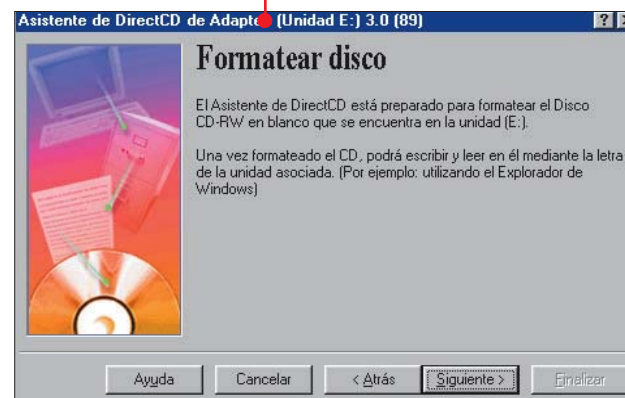 Asistente de DirectCD de Adapte (Unidad E:) 3.0 (89)
Formatear disco
El Asistente de DirectCD está preparado para formatear el Disco
CD-RW en blanco que se encuentra en la unidad (E:).
Una vez formateado el CD, podrá escribir y leer en él mediante la letra
de la unidad asociada. (Por ejemplo: utilizando el Explorador de
Windows)
Ayuda
Cancelar
< Atrás
Siguiente >
Finalizar